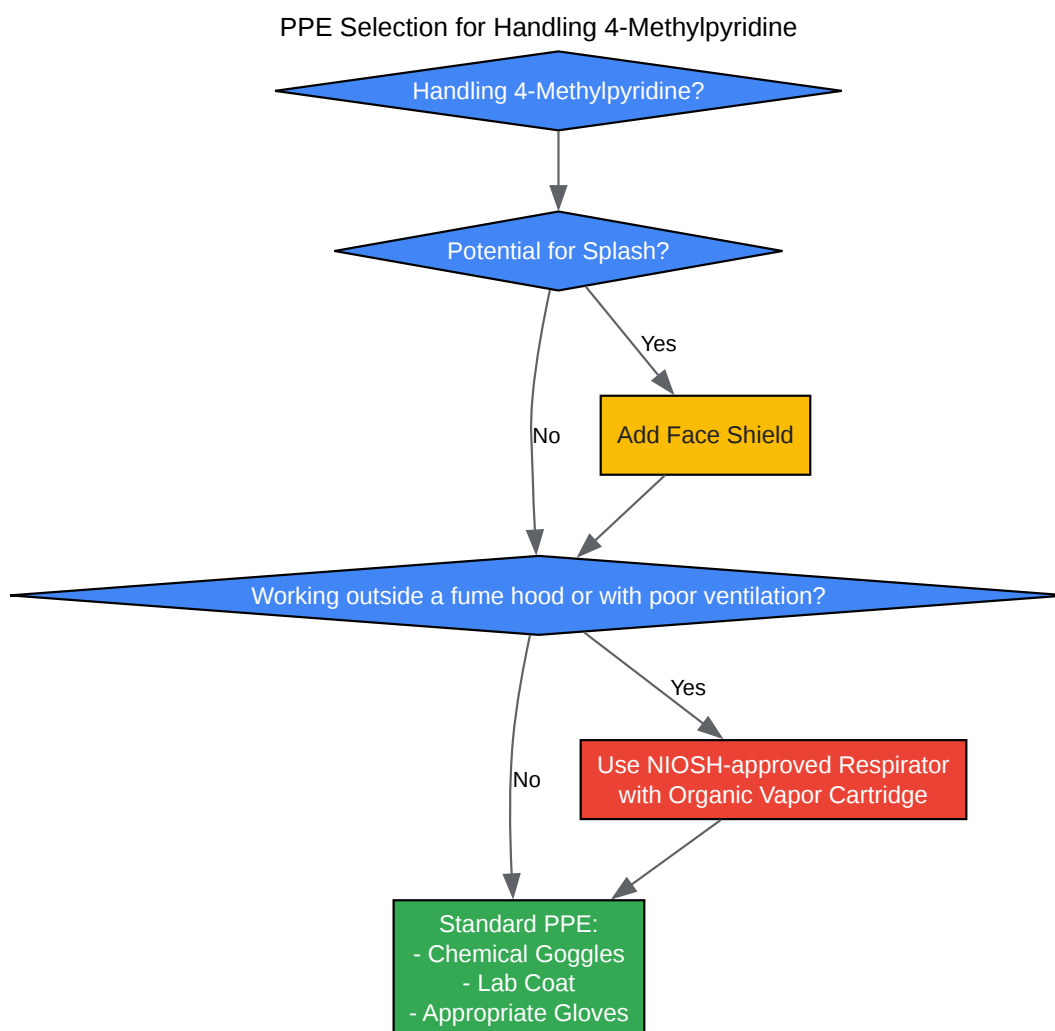 PPE Selection for Handling 4-Methylpyridine
Handling 4-Methylpyridine?
Potential for Splash?
Yes
No
Add Face Shield
Working outside a fume hood or with poor ventilation?
Yes
No
Use NIOSH-approved Respirator
with Organic Vapor Cartridge
Standard PPE:
- Chemical Goggles
- Lab Coat
- Appropriate Gloves